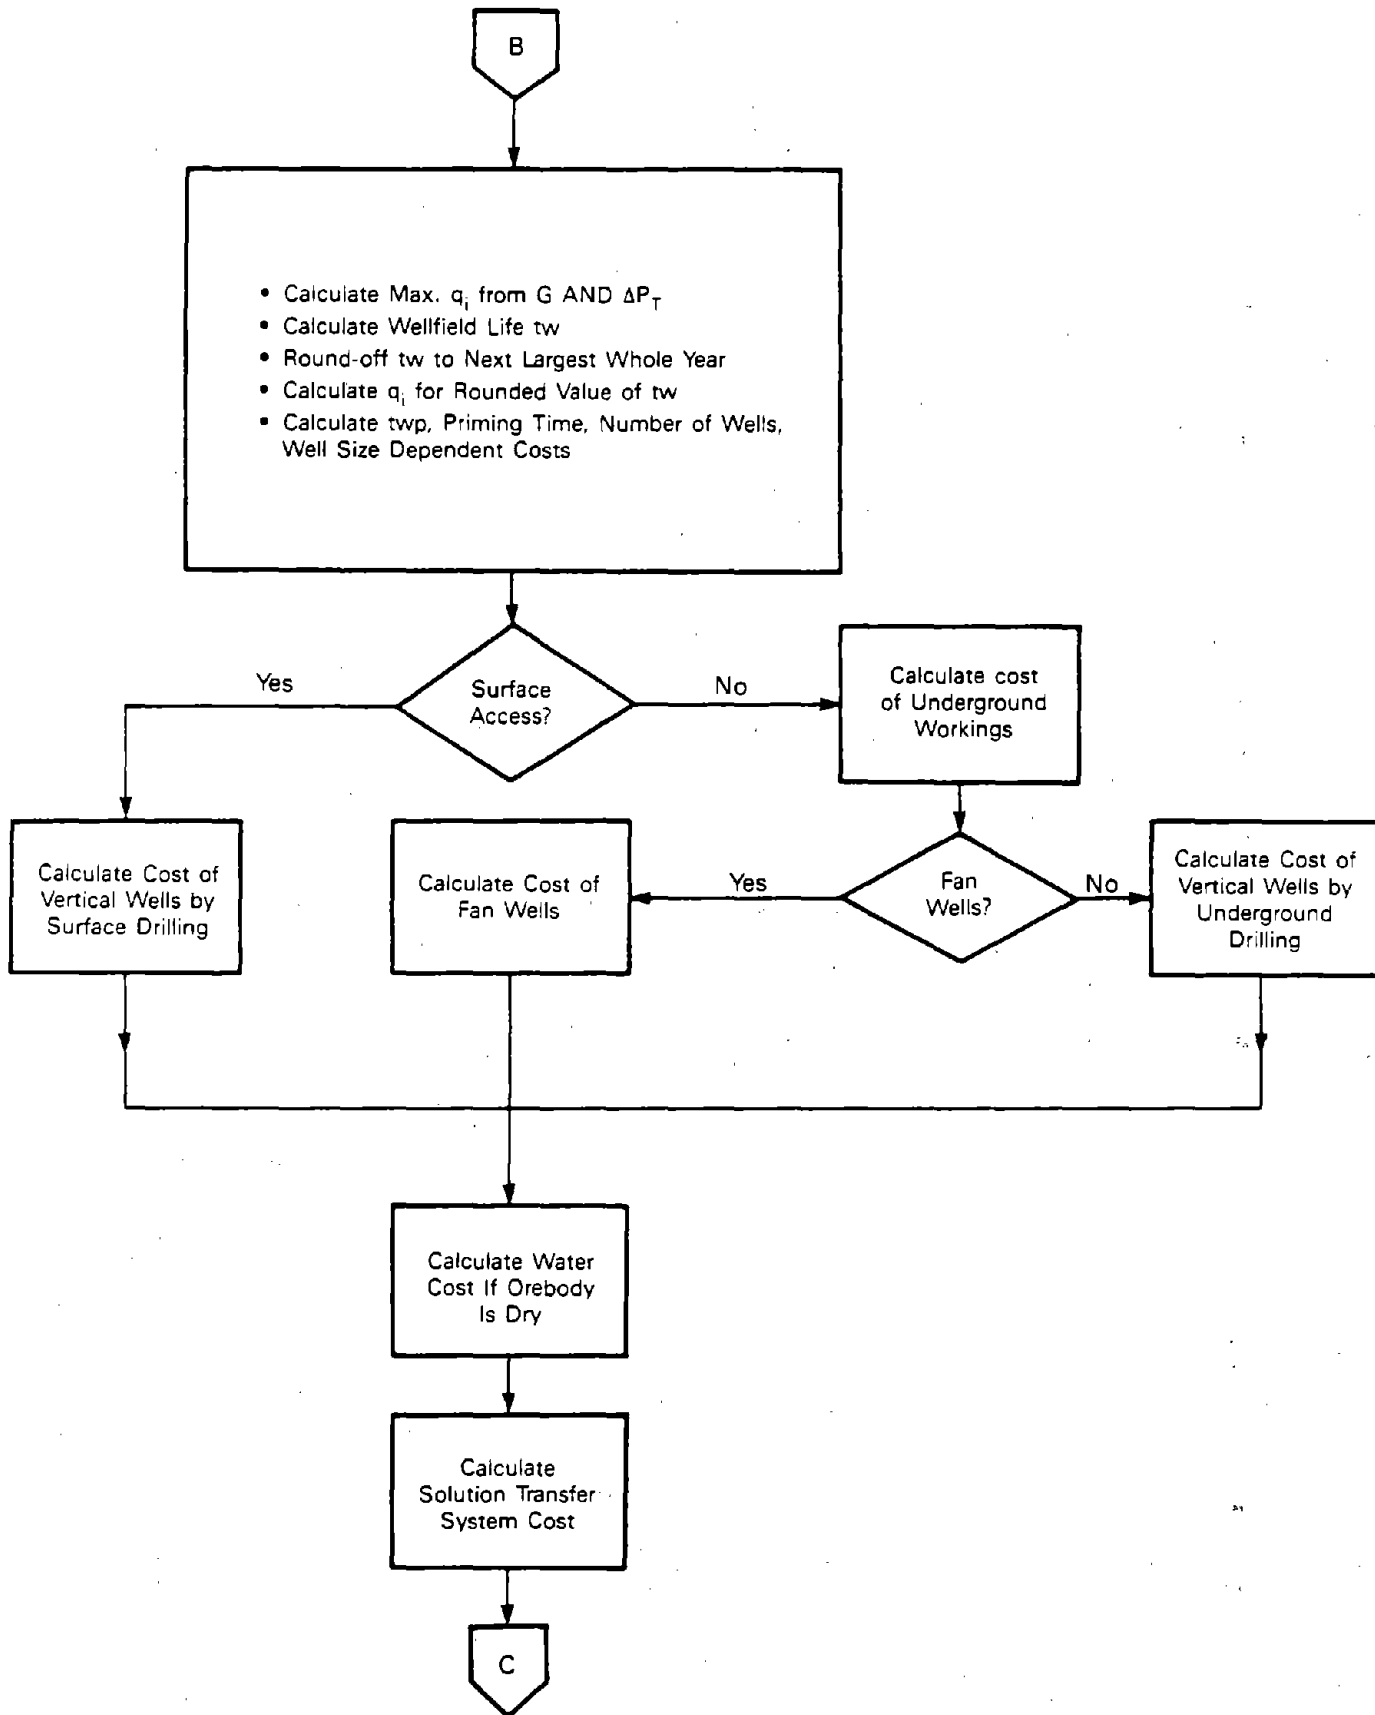 B
• Calculate Max. qᵢ from G AND ΔP_T
• Calculate Wellfield Life tw
• Round-off tw to Next Largest Whole Year
• Calculate qᵢ for Rounded Value of tw
• Calculate twp, Priming Time, Number of Wells,
Well Size Dependent Costs
Surface
Access?
Yes
No
Calculate cost
of Underground
Workings
Calculate Cost of
Vertical Wells by
Surface Drilling
Calculate Cost of
Fan Wells
Yes
Fan
Wells?
No
Calculate Cost of
Vertical Wells by
Underground
Drilling
Calculate Water
Cost If Orebody
Is Dry
Calculate
Solution Transfer
System Cost
C